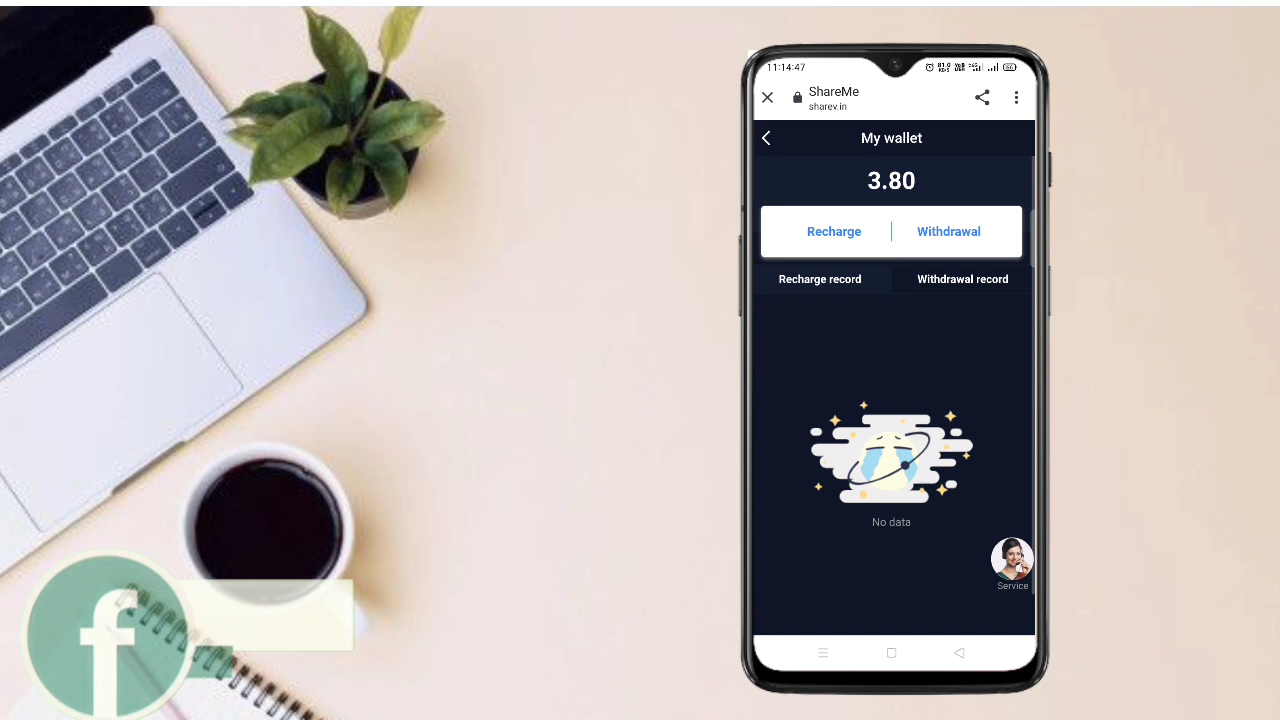 11:14:47
ShareMe
sharev.in
My wallet
3.80
Recharge
Withdrawal
Recharge record
Withdrawal record
No data
Service
f